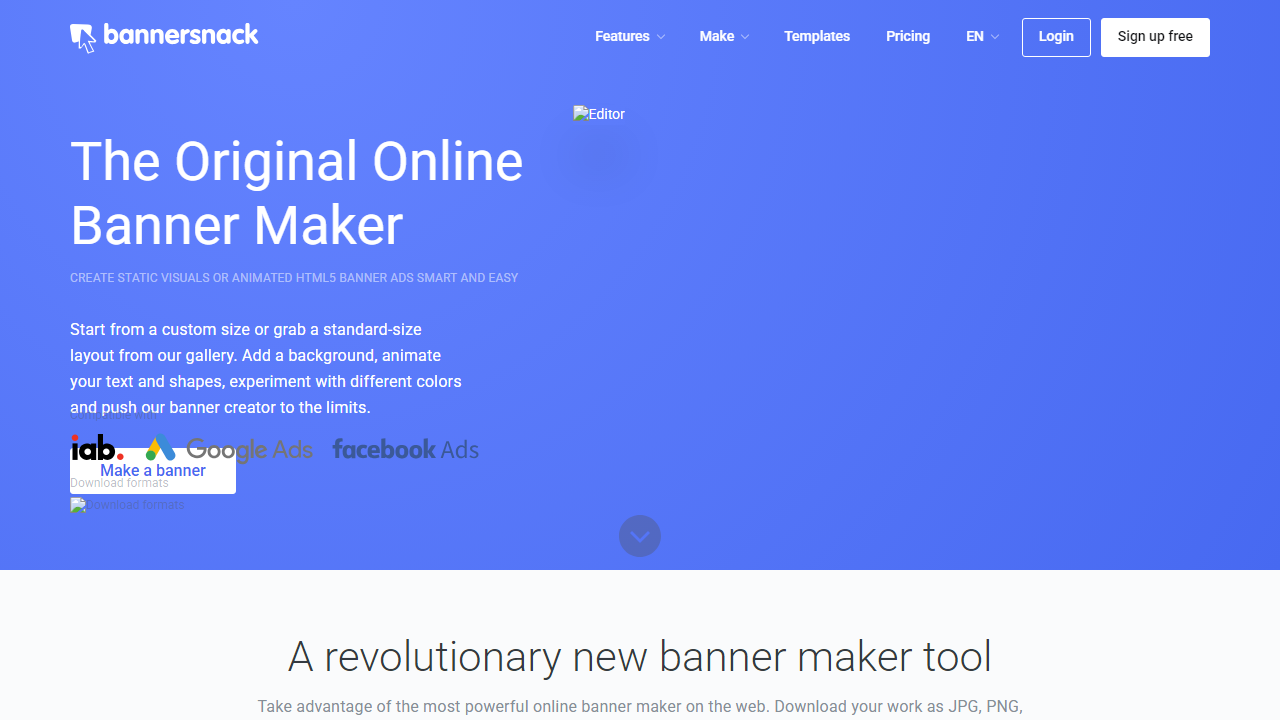 bannersnack
Features
Make
Templates
Pricing
EN
Login
Sign up free
Editor
The Original Online
Banner Maker
CREATE STATIC VISUALS OR ANIMATED HTML5 BANNER ADS SMART AND EASY
Start from a custom size or grab a standard-size
layout from our gallery. Add a background, animate
your text and shapes, experiment with different colors
and push our banner creator to the limits.
iab.
Google Ads
facebook Ads
Make a banner
Download formats
Download formats
A revolutionary new banner maker tool
Take advantage of the most powerful online banner maker on the web. Download your work as JPG, PNG,